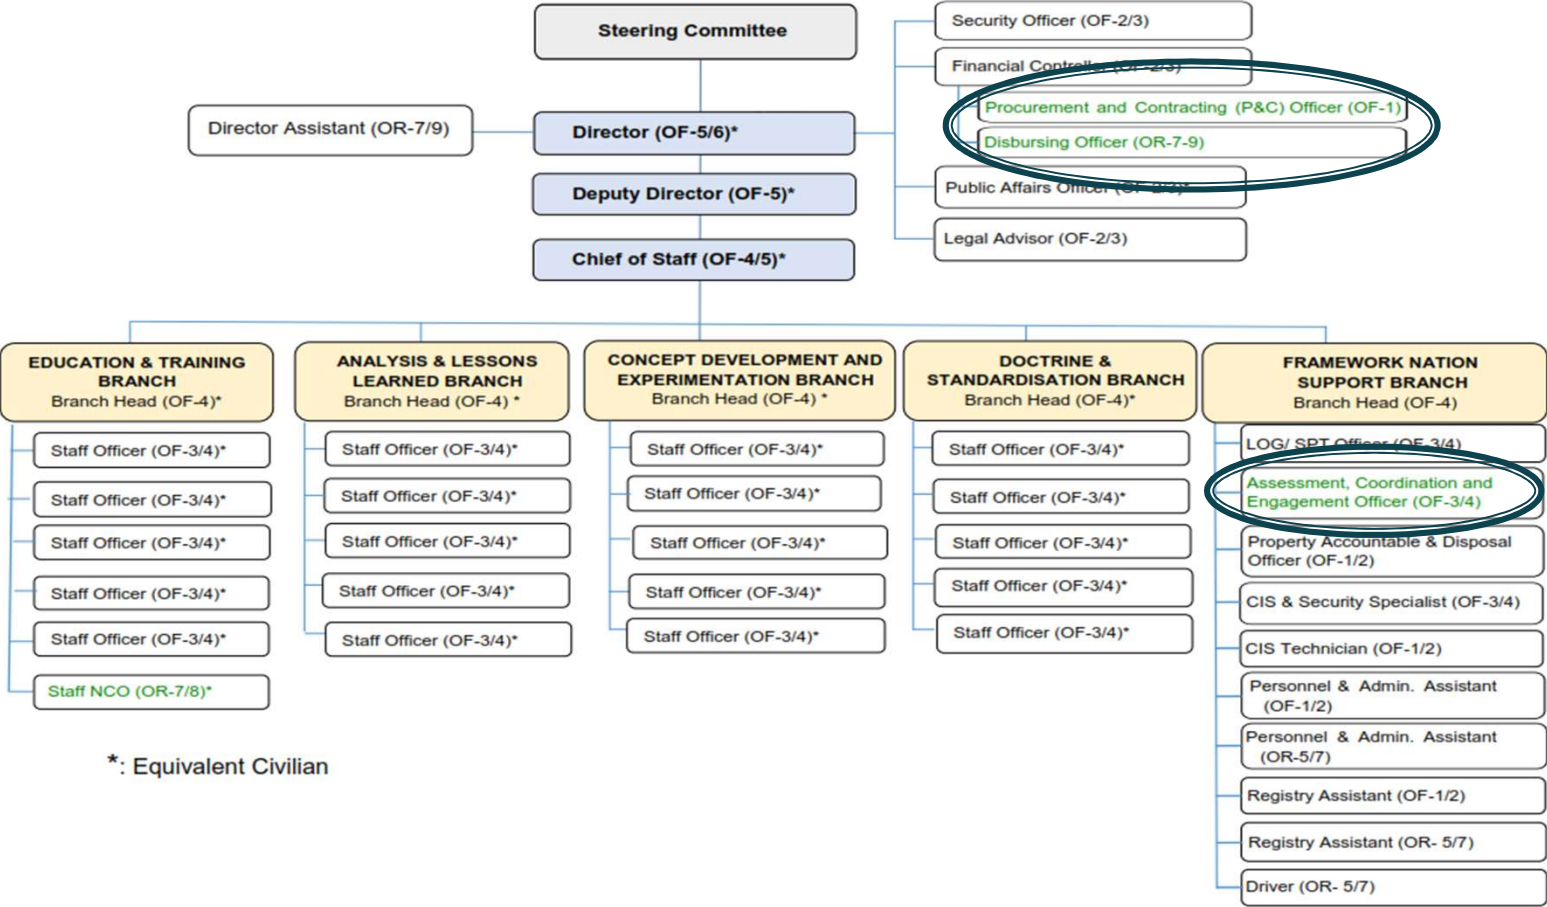 Steering Committee
Director Assistant (OR-7/9)
Director (OF-5/6)*
Deputy Director (OF-5)*
Chief of Staff (OF-4/5)*
Security Officer (OF-2/3)
Financial Controller (OF-2/3)
Procurement and Contracting (P&C) Officer (OF-1)
Disbursing Officer (OR-7-9)
Public Affairs Officer (OF-2/3)*
Legal Advisor (OF-2/3)
EDUCATION & TRAINING
BRANCH
Branch Head (OF-4)*
Staff Officer (OF-3/4)*
Staff Officer (OF-3/4)*
Staff Officer (OF-3/4)*
Staff Officer (OF-3/4)*
Staff Officer (OF-3/4)*
Staff NCO (OR-7/8)*
ANALYSIS & LESSONS
LEARNED BRANCH
Branch Head (OF-4) *
Staff Officer (OF-3/4)*
Staff Officer (OF-3/4)*
Staff Officer (OF-3/4)*
Staff Officer (OF-3/4)*
Staff Officer (OF-3/4)*
CONCEPT DEVELOPMENT AND
EXPERIMENTATION BRANCH
Branch Head (OF-4) *
Staff Officer (OF-3/4)*
Staff Officer (OF-3/4)*
Staff Officer (OF-3/4)*
Staff Officer (OF-3/4)*
Staff Officer (OF-3/4)*
DOCTRINE &
STANDARDISATION BRANCH
Branch Head (OF-4)*
Staff Officer (OF-3/4)*
Staff Officer (OF-3/4)*
Staff Officer (OF-3/4)*
Staff Officer (OF-3/4)*
Staff Officer (OF-3/4)*
FRAMEWORK NATION
SUPPORT BRANCH
Branch Head (OF-4)
LOG/ SPT Officer (OF-3/4)
Assessment, Coordination and
Engagement Officer (OF-3/4)
Property Accountable & Disposal
Officer (OF-1/2)
CIS & Security Specialist (OF-3/4)
CIS Technician (OF-1/2)
Personnel & Admin. Assistant
(OF-1/2)
Personnel & Admin. Assistant
(OR-5/7)
Registry Assistant (OF-1/2)
Registry Assistant (OR- 5/7)
Driver (OR- 5/7)
*: Equivalent Civilian